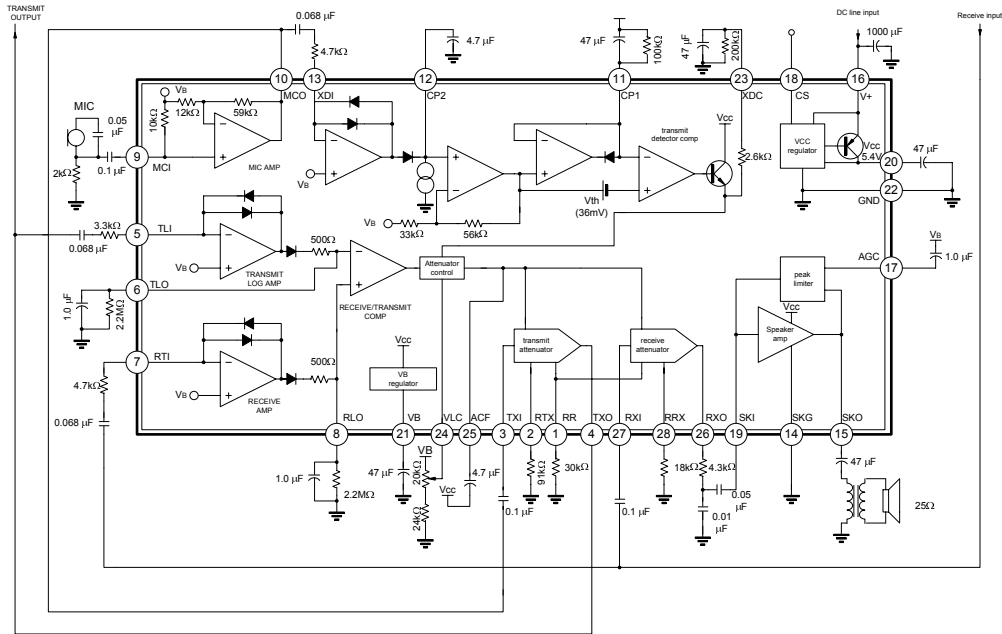 TRANSMIT
OUTPUT
DC line input
Receive input
0.068 µF
4.7kΩ
4.7 µF
47 µF
100kΩ
47 µF
200kΩ
1000 µF
10
13
12
11
23
18
16
MCO
XDI
CP2
CP1
XDC
CS
V+
MIC
0.05
µF
VB
12kΩ
59kΩ
10kΩ
MIC AMP
9
MCI
2kΩ
0.1 µF
VB
VB
33kΩ
56kΩ
Vth
(36mV)
transmit
detector comp
Vcc
2.6kΩ
VCC
regulator
Vcc
5.4V
20
47 µF
22
GND
3.3kΩ
5
TLI
0.068 µF
VB
TRANSMIT
LOG AMP
500Ω
6
TLO
1.0 µF
2.2MΩ
RECEIVE/TRANSMIT
COMP
Attenuator
control
AGC
17
VB
1.0 µF
peak
limiter
Vcc
Speaker
amp
7
RTI
4.7kΩ
0.068 µF
VB
RECEIVE
AMP
500Ω
Vcc
VB
regulator
transmit
attenuator
receive
attenuator
RLO
VB
VLC
ACF
TXI
RTX
RR
TXO
RXI
RRX
RXO
SKI
SKG
SKO
8
21
24
25
3
2
1
4
27
28
26
19
14
15
1.0 µF
2.2MΩ
47 µF
VB
20kΩ
24kΩ
Vcc
4.7 µF
0.1 µF
91kΩ
30kΩ
0.1 µF
18kΩ
4.3kΩ
0.05
µF
0.01
µF
47 µF
25Ω